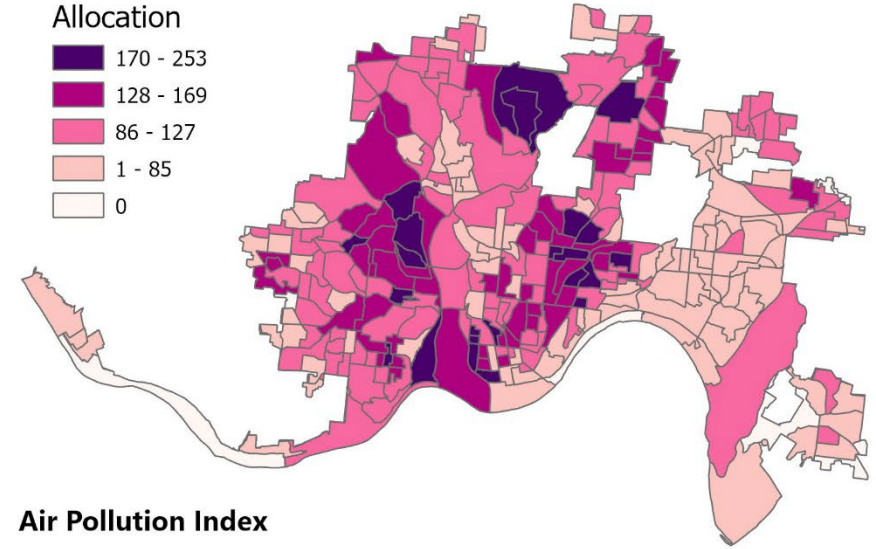 Allocation
170 - 253
128 - 169
86 - 127
1 - 85
0
Air Pollution Index